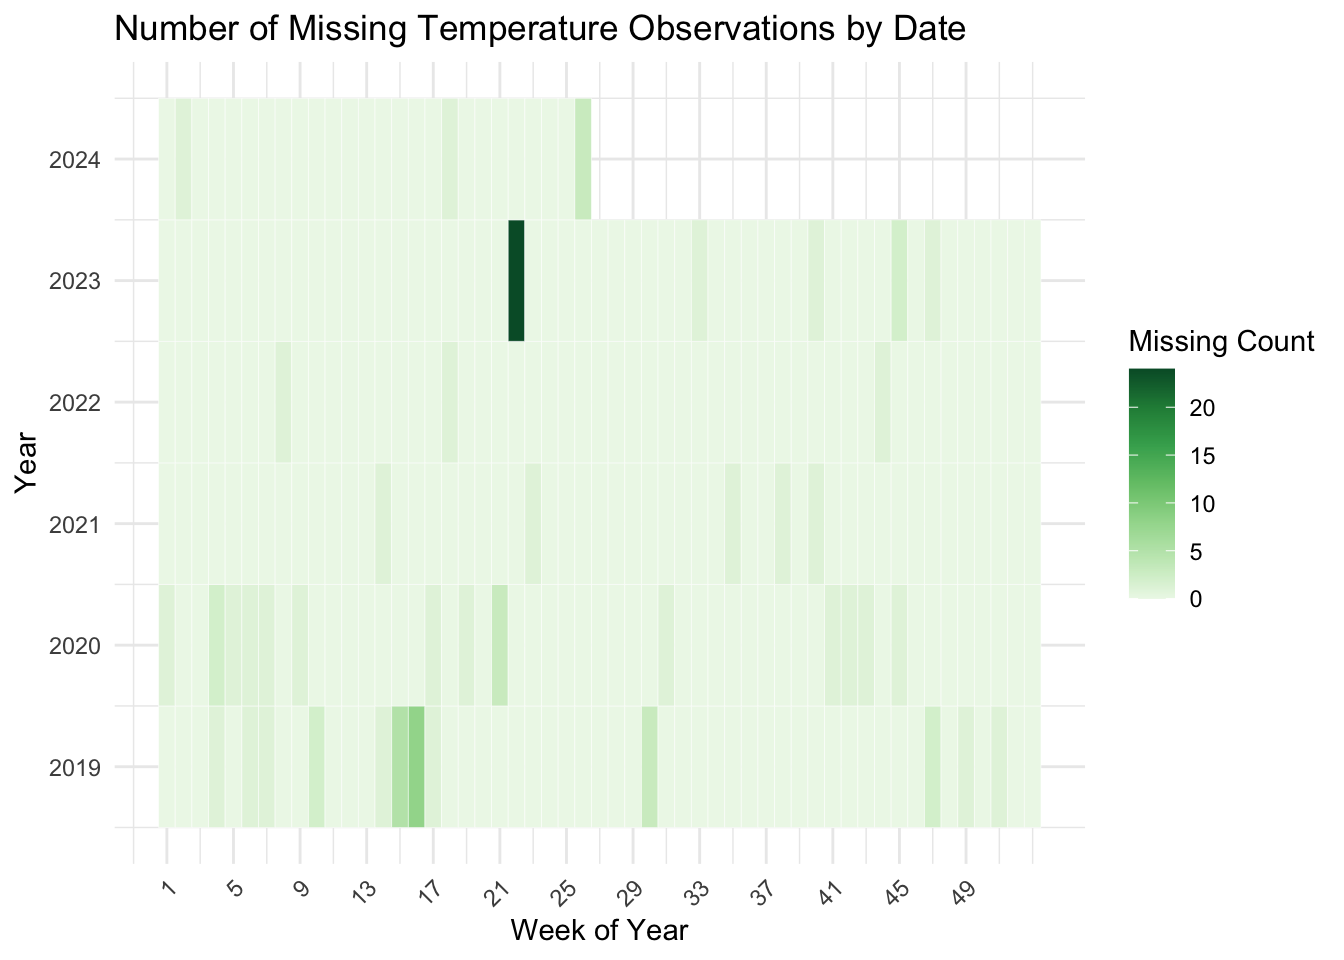 Number of Missing Temperature Observations by Date
2024
2023
2022
2021
2020
2019
Year
1 5 9 13 17 21 25 29 33 37 41 45 49
Week of Year
Missing Count
20
15
10
5
0